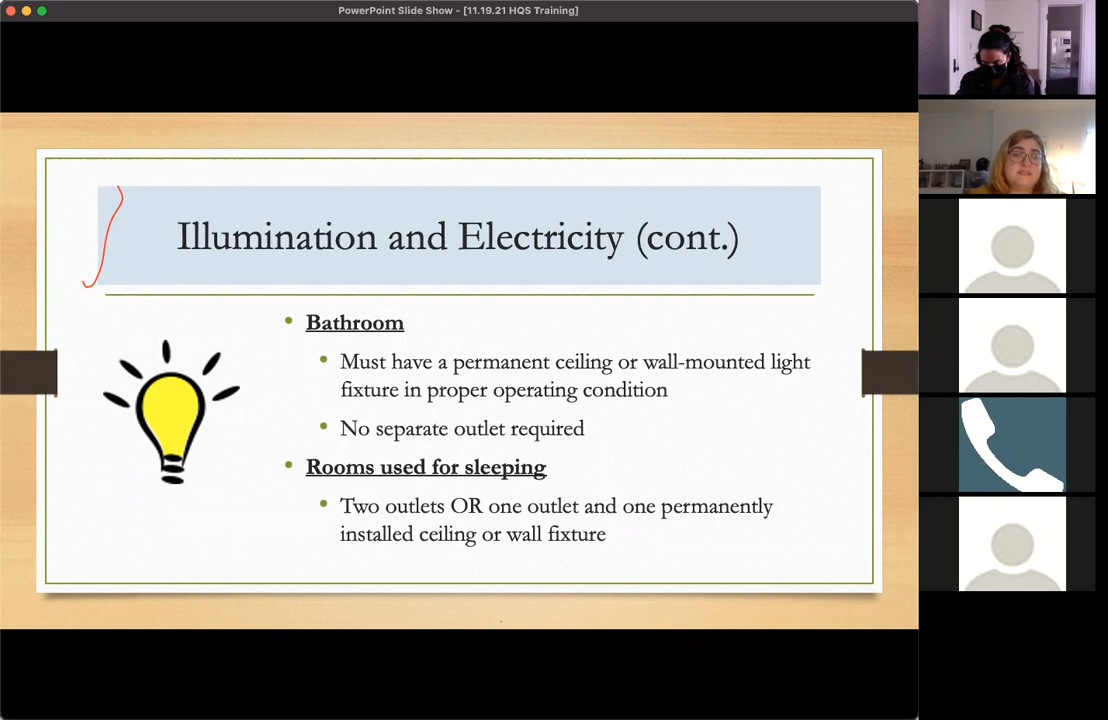 PowerPoint Slide Show - [11.19.21 HQS Training]
Illumination and Electricity (cont.)
Bathroom
Must have a permanent ceiling or wall-mounted light
fixture in proper operating condition
No separate outlet required
Rooms used for sleeping
Two outlets OR one outlet and one permanently
installed ceiling or wall fixture